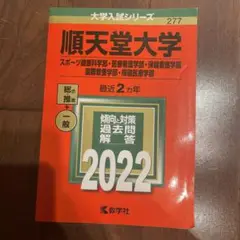 大学入試シリーズ
277
順天堂大学
スポーツ健康科学部・医療看護学部・保健看護学部
国際教養学部・保健医療学部
最近2カ年
総合
推薦
+
一般
傾向と対策
過去問
解答
2022
教学社